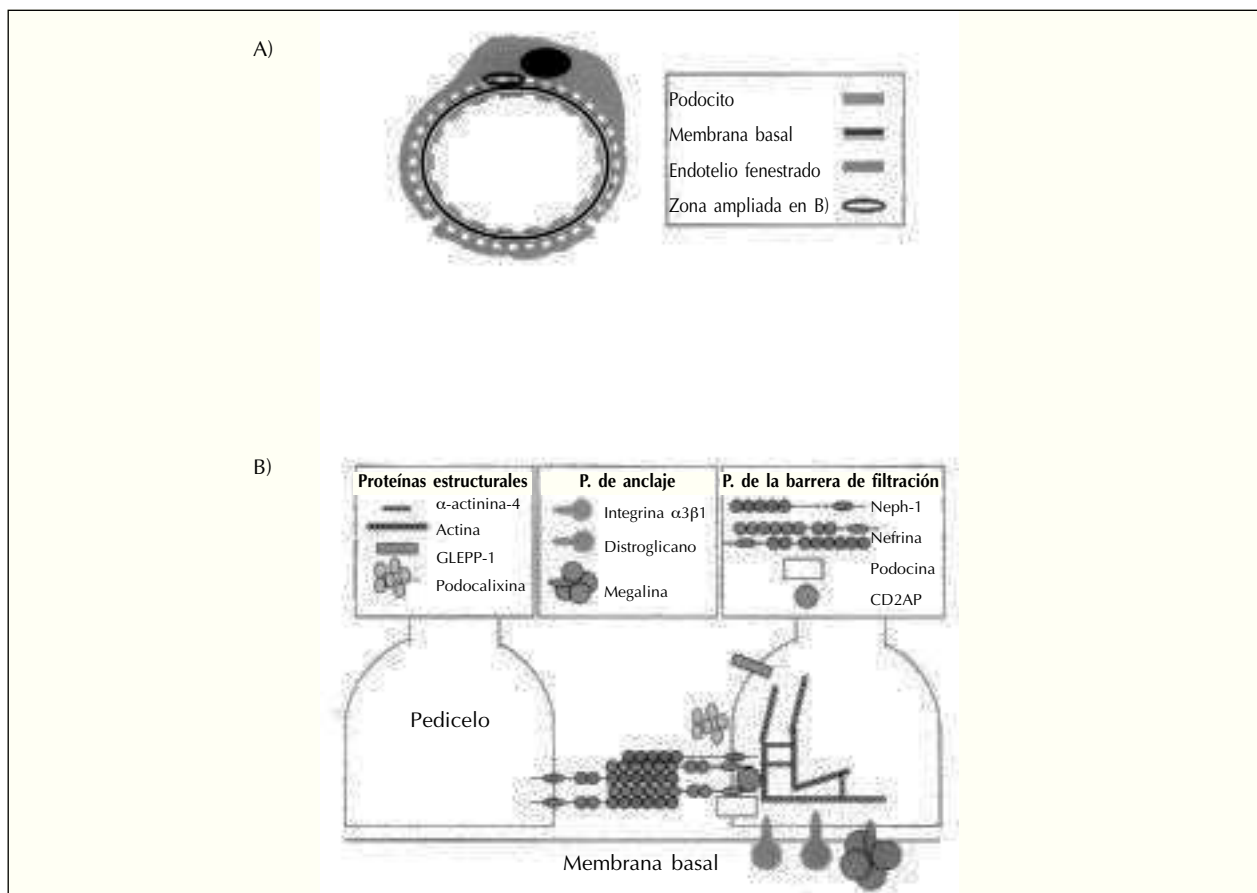 A)
Podocito
Membrana basal
Endotelio fenestrado
Zona ampliada en B)
B)
Proteínas estructurales
α-actinina-4
Actina
GLEPP-1
Podocalixina
P. de anclaje
Integrina α3β1
Distroglicano
Megalina
P. de la barrera de filtración
Neph-1
Nefrina
Podocina
CD2AP
Pedicelo
Membrana basal